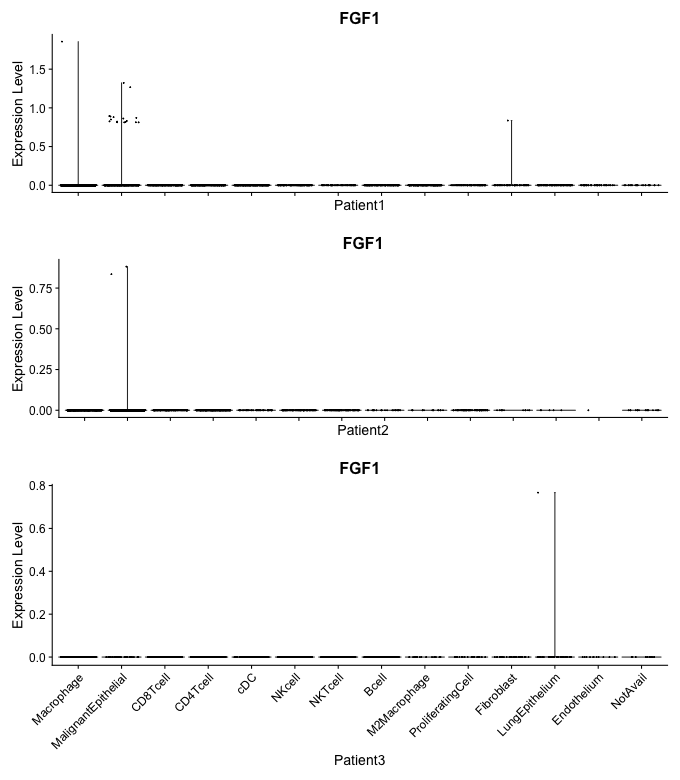 FGF1
Expression Level
1.5
1.0
0.5
0.0
Patient1
FGF1
Expression Level
0.75
0.50
0.25
0.00
Patient2
FGF1
Expression Level
0.8
0.6
0.4
0.2
0.0
Macrophage
MalignantEpithelial
CD8Tcell
CD4Tcell
cDC
NKcell
NKTcell
Bcell
M2Macrophage
ProliferatingCell
Fibroblast
LungEpithelium
Endothelium
NotAvail
Patient3